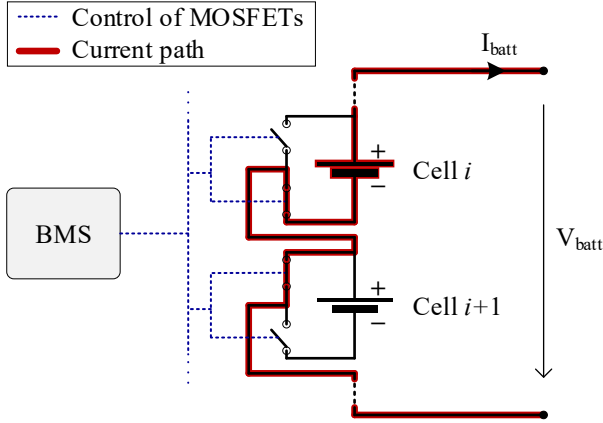 Control of MOSFETs
Current path
I_batt
+
Cell i
−
BMS
V_batt
+
Cell i+1
−